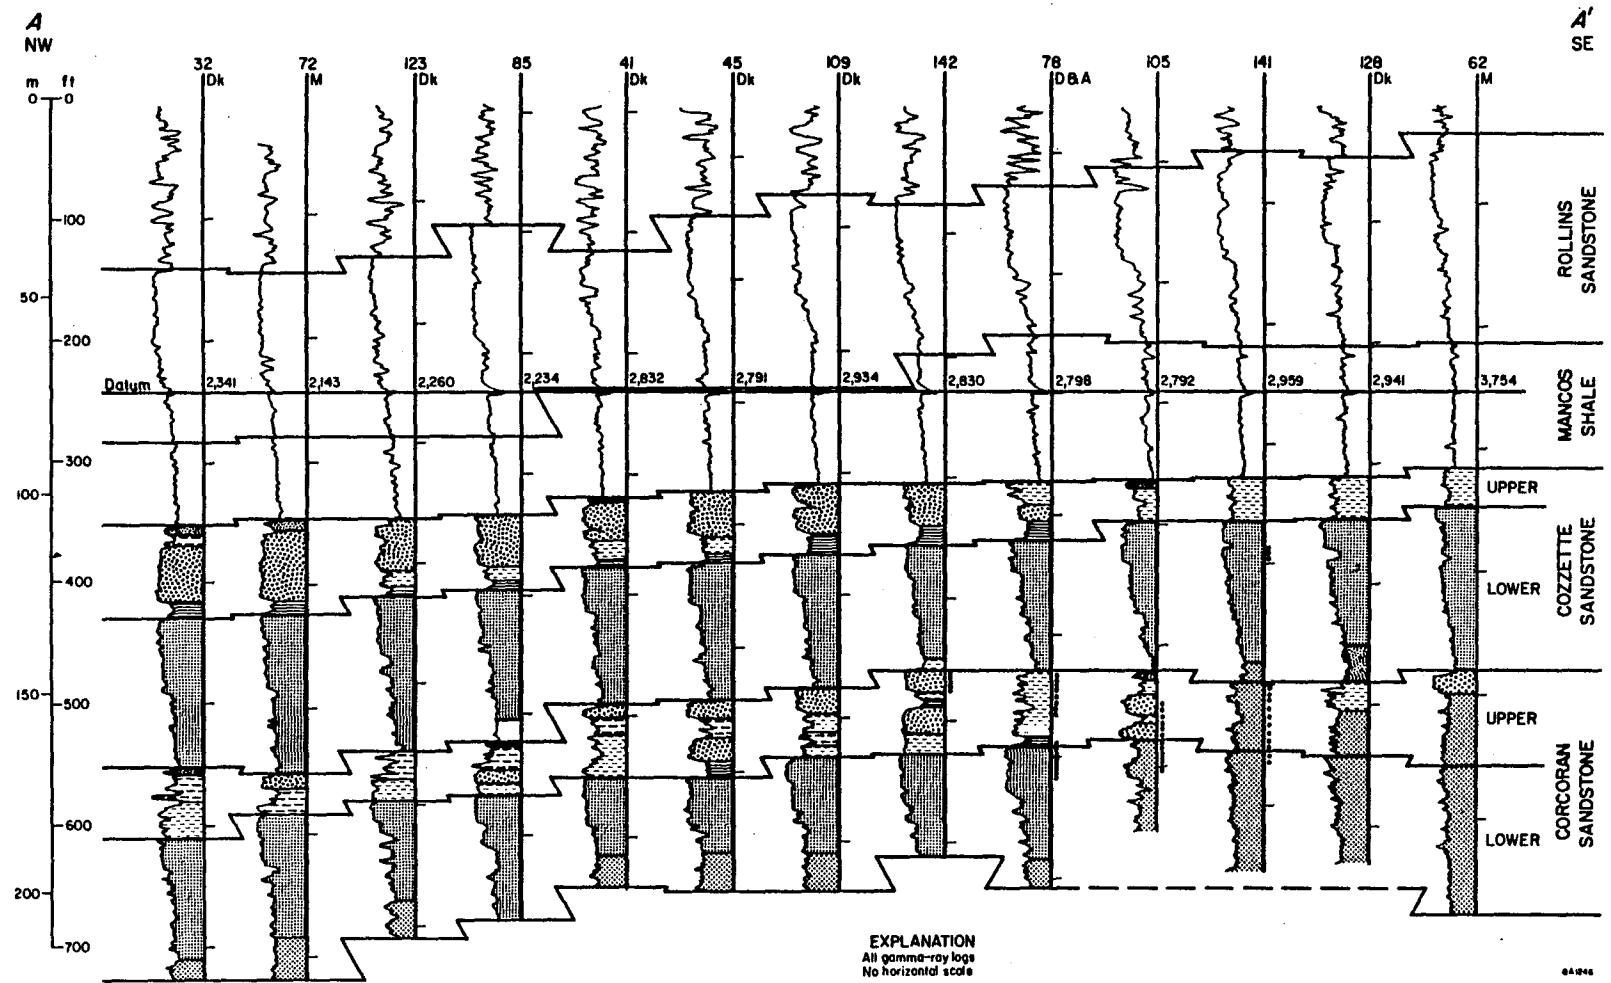 A A'
NW SE
32 72 123 85 41 45 109 142 78 105 141 128 62
m ft Dk M Dk Dk Dk Dk D&A Dk M
0 0
100
50
200
ROLLINS SANDSTONE
Datum 2,341 2,143 2,260 2,234 2,832 2,791 2,934 2,830 2,798 2,792 2,959 2,941 3,754
MANCOS SHALE
300
100
UPPER
400
LOWER
COZZETTE SANDSTONE
150
500
UPPER
600
LOWER
CORCORAN SANDSTONE
200
700
EXPLANATION
All gamma-ray logs
No horizontal scale